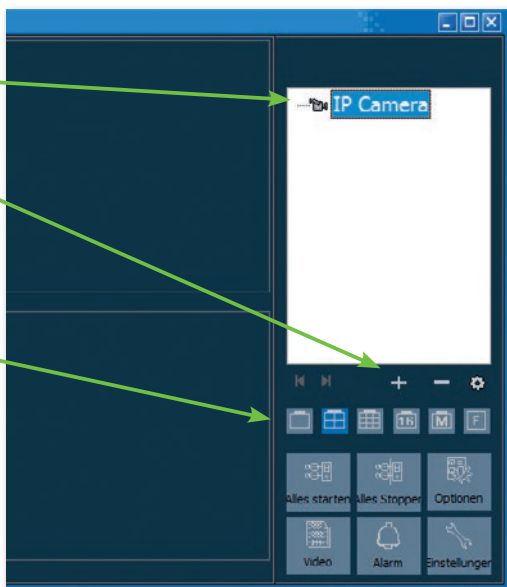 IP Camera
16 M F
Alles starten Alles Stoppen Optionen
Video Alarm Einstellungen